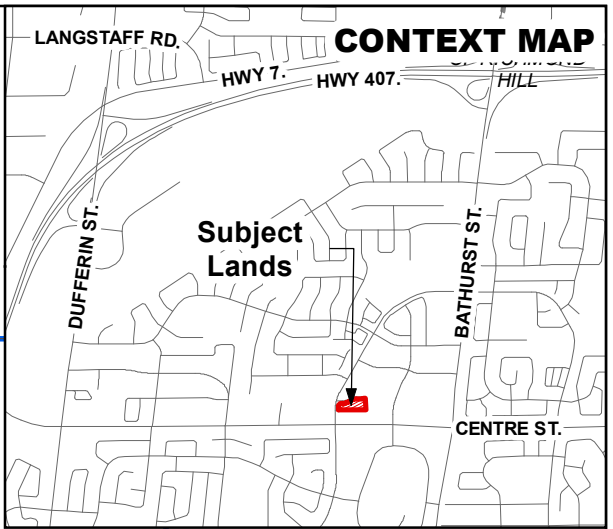 LANGSTAFF RD.
CONTEXT MAP
HWY 7.
HWY 407.
HILL
DUFFERIN ST.
Subject
Lands
BATHURST ST.
CENTRE ST.